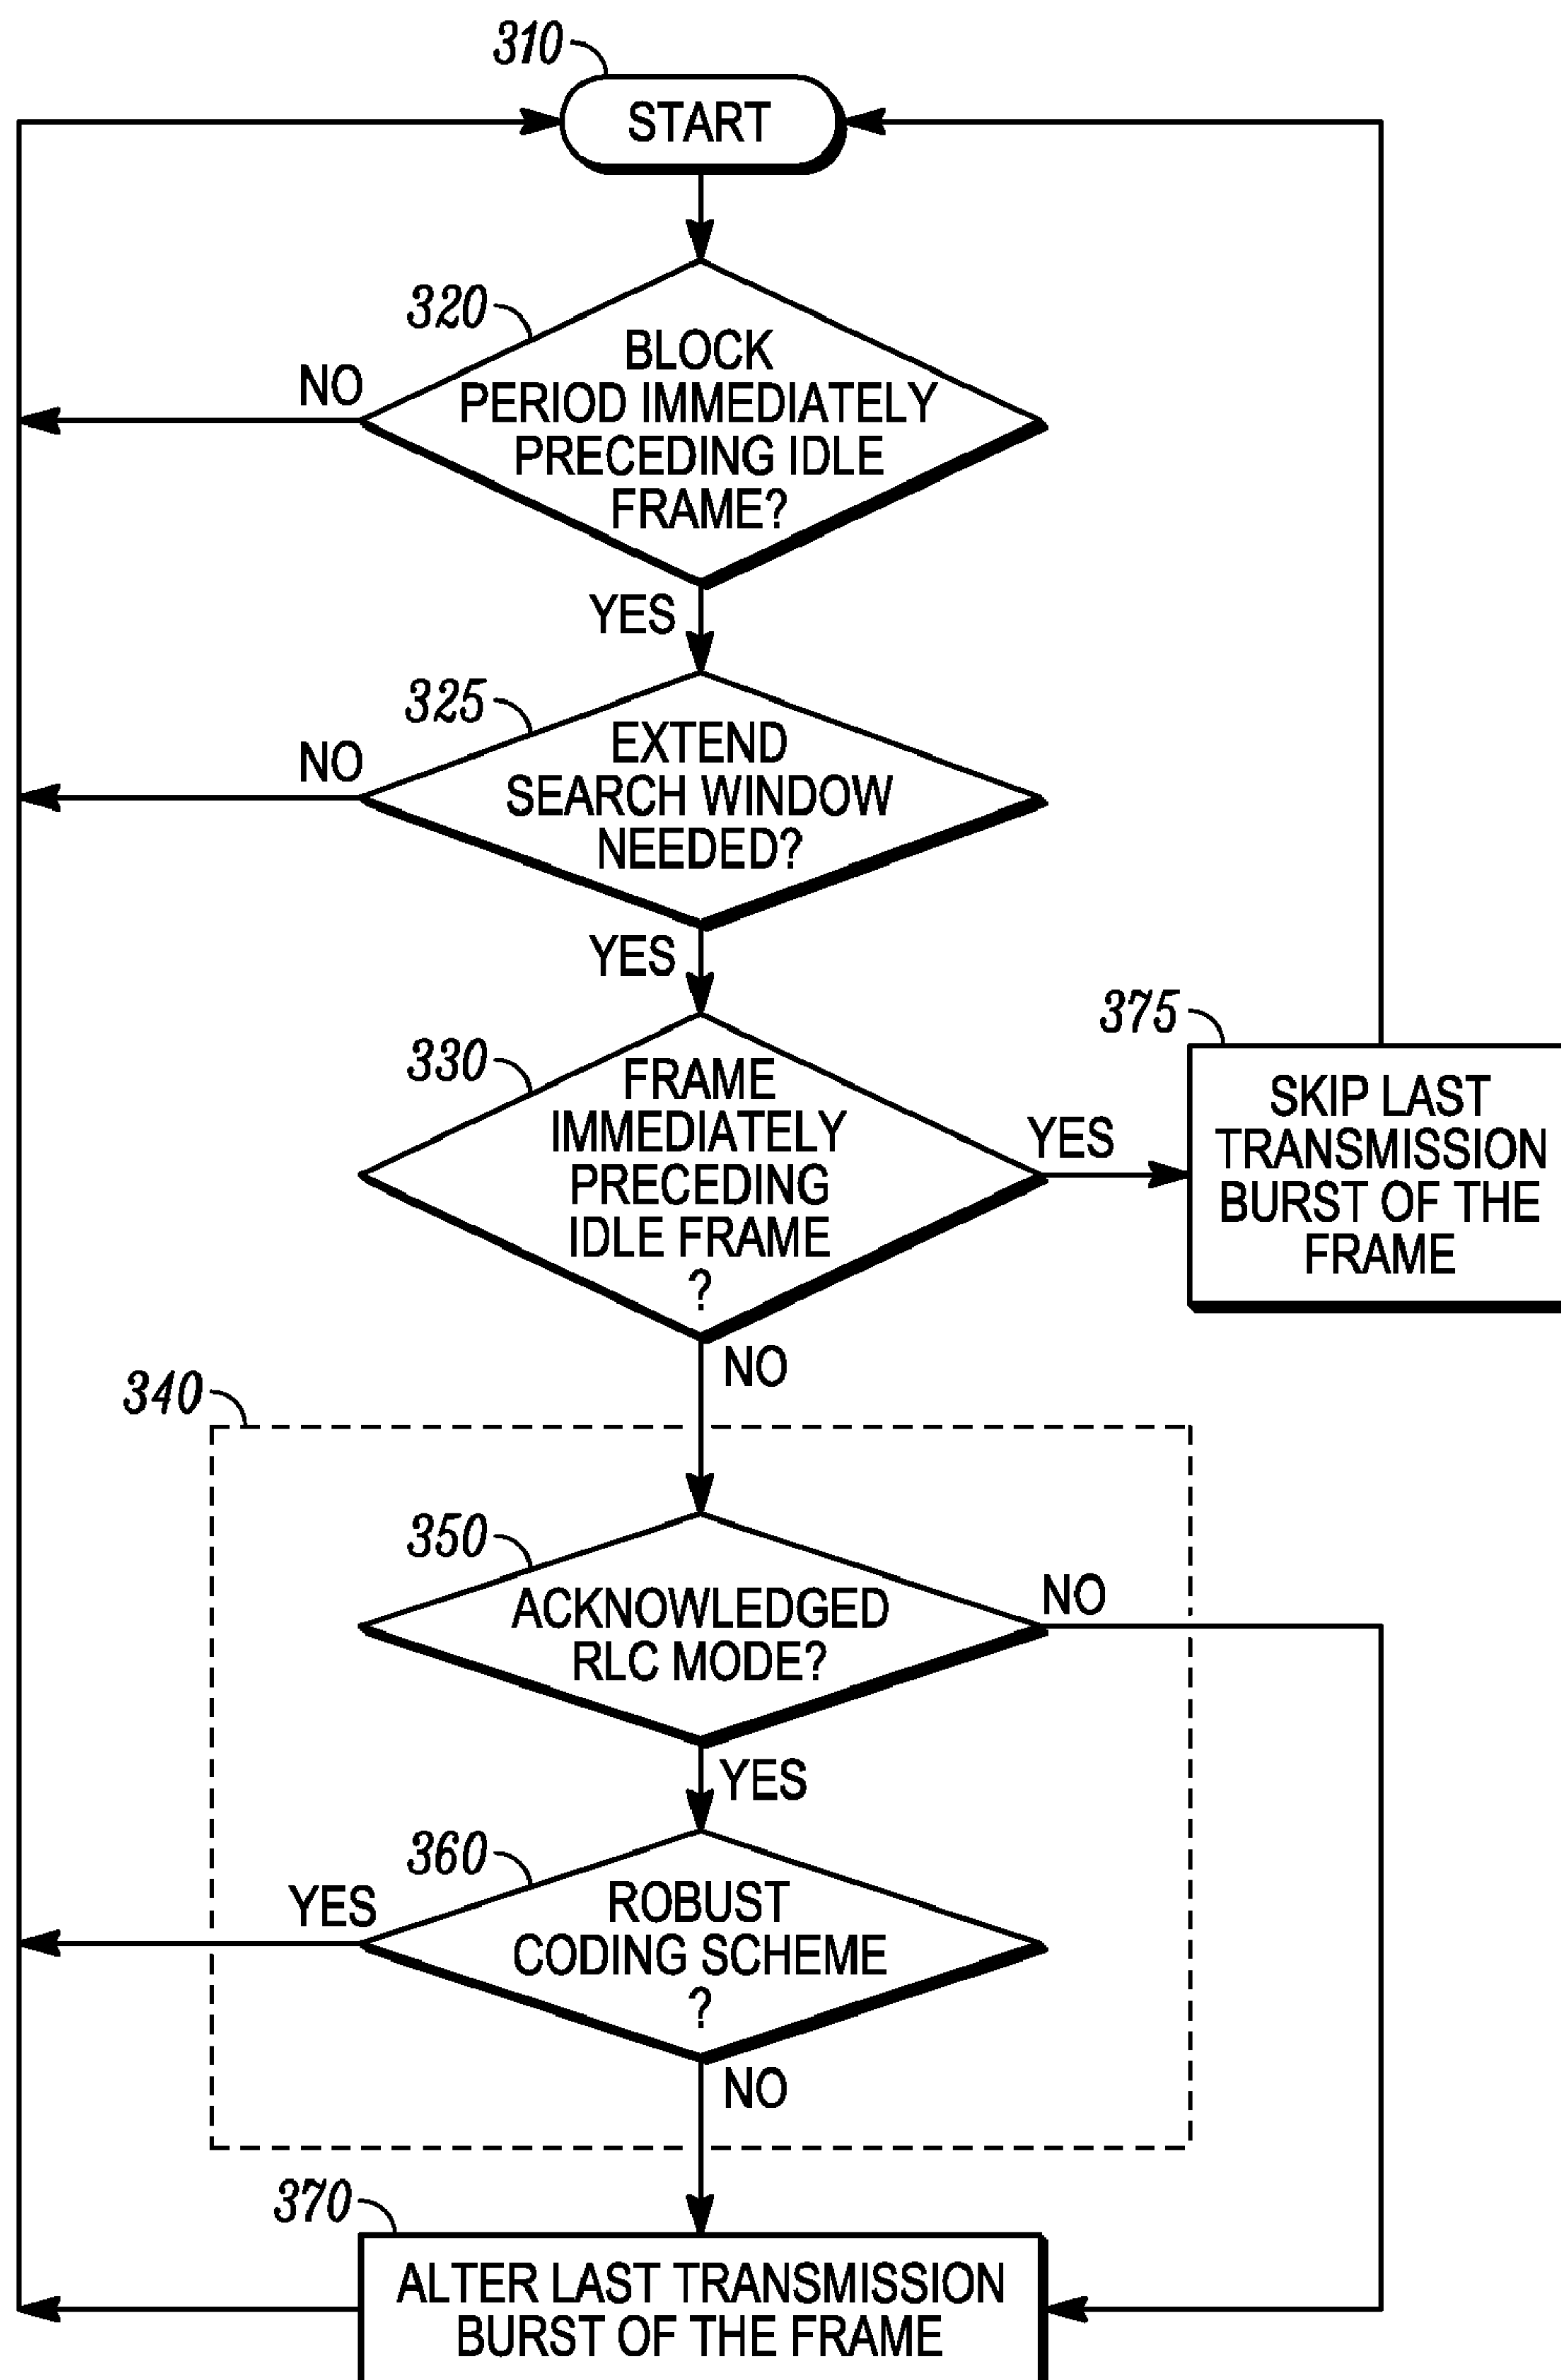 310
START
320
BLOCK
PERIOD IMMEDIATELY
PRECEDING IDLE
FRAME?
NO
YES
325
EXTEND
SEARCH WINDOW
NEEDED?
NO
YES
330
FRAME
IMMEDIATELY
PRECEDING
IDLE FRAME
?
YES
375
SKIP LAST
TRANSMISSION
BURST OF THE
FRAME
NO
340
350
ACKNOWLEDGED
RLC MODE?
NO
YES
360
ROBUST
CODING SCHEME
?
YES
NO
370
ALTER LAST TRANSMISSION
BURST OF THE FRAME